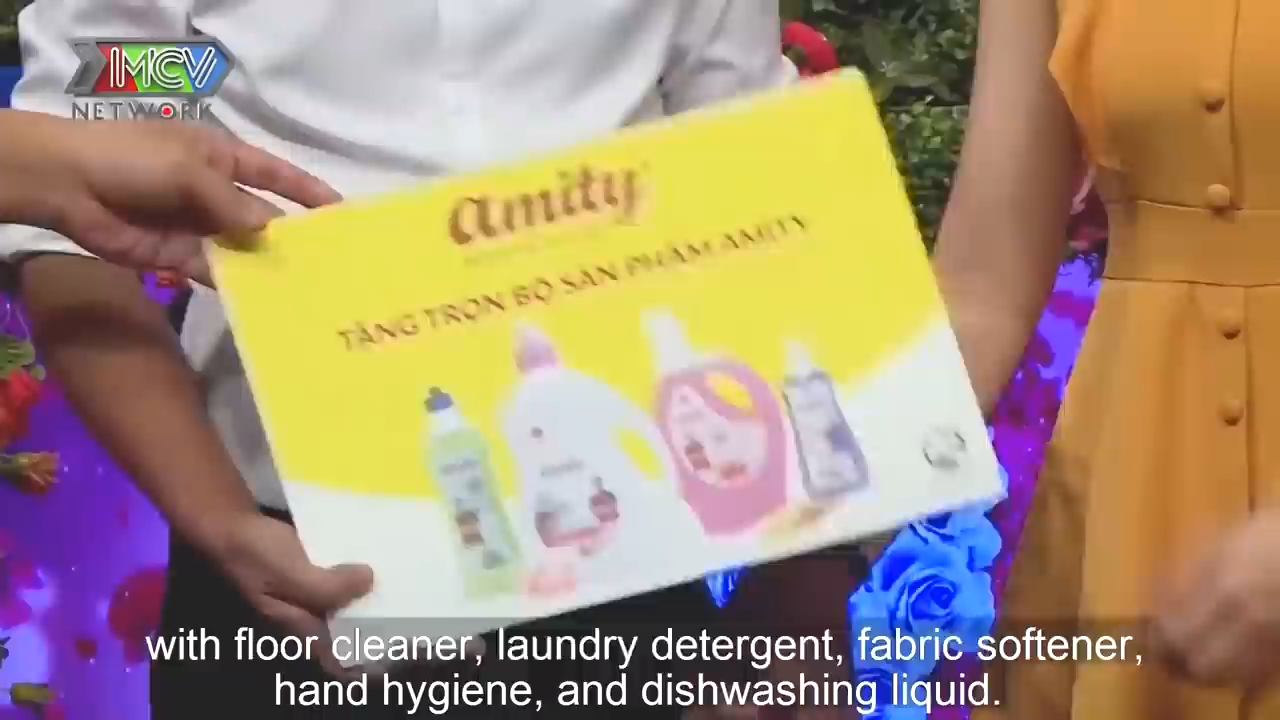 MCV
NETWORK
amity
TẶNG TRỌN BỘ SẢN PHẨM AMITY
with floor cleaner, laundry detergent, fabric softener,
hand hygiene, and dishwashing liquid.